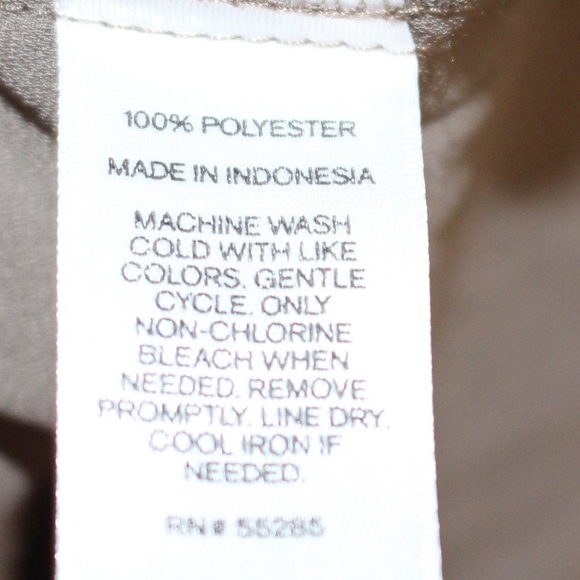 100% POLYESTER
MADE IN INDONESIA
MACHINE WASH
COLD WITH LIKE
COLORS. GENTLE
CYCLE. ONLY
NON-CHLORINE
BLEACH WHEN
NEEDED. REMOVE
PROMPTLY. LINE DRY.
COOL IRON IF
NEEDED.
RN# 55285